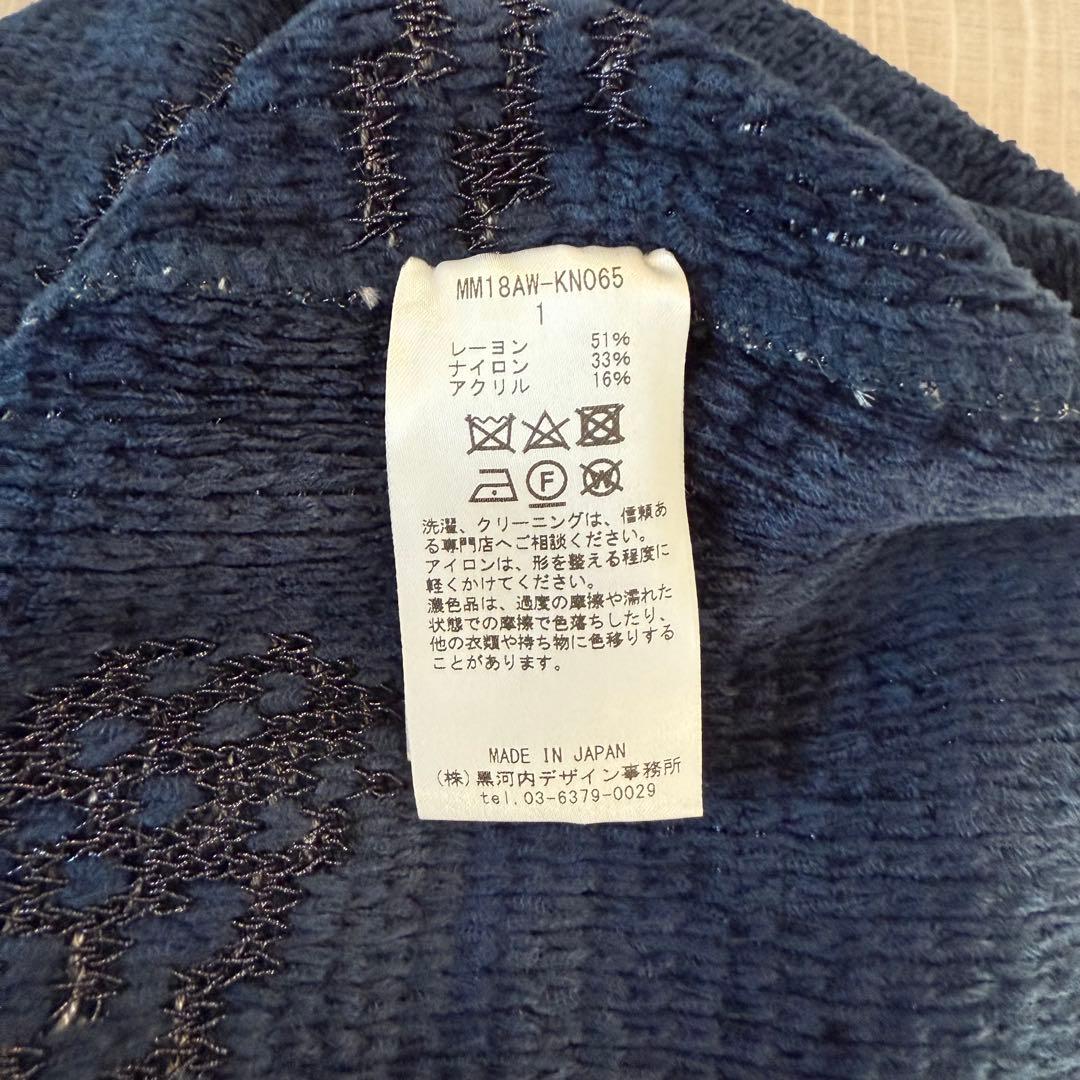 MM18AW-KN065
1
レーヨン 51%
ナイロン 33%
アクリル 16%
F
W
洗濯、クリーニングは、信頼あ
る専門店へご相談ください。
アイロンは、形を整える程度に
軽くかけてください。
濃色品は、過度の摩擦や濡れた
状態での摩擦で色落ちしたり、
他の衣類や持ち物に色移りする
ことがあります。
MADE IN JAPAN
(株)黒河内デザイン事務所
tel.03-6379-0029